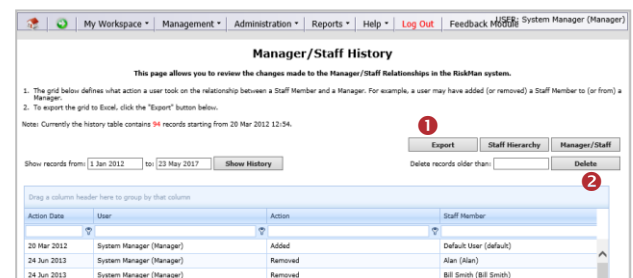 My Workspace Management Administration Reports Help Log Out Feedback Module USER: System Manager (Manager)
Manager/Staff History
This page allows you to review the changes made to the Manager/Staff Relationships in the RiskMan system.
1. The grid below defines what action a user took on the relationship between a Staff Member and a Manager. For example, a user may have added (or removed) a Staff Member to (or from) a
Manager.
2. To export the grid to Excel, click the "Export" button below.
Note: Currently the history table contains 94 records starting from 20 Mar 2012 12:54.
1
Export Staff Hierarchy Manager/Staff
Show records from: 1 Jan 2012 to: 23 May 2017 Show History Delete records older than: Delete
2
Drag a column header here to group by that column
Action Date User Action Staff Member
20 Mar 2012 System Manager (Manager) Added Default User (default)
24 Jun 2013 System Manager (Manager) Removed Alan (Alan)
24 Jun 2013 System Manager (Manager) Removed Bill Smith (Bill Smith)